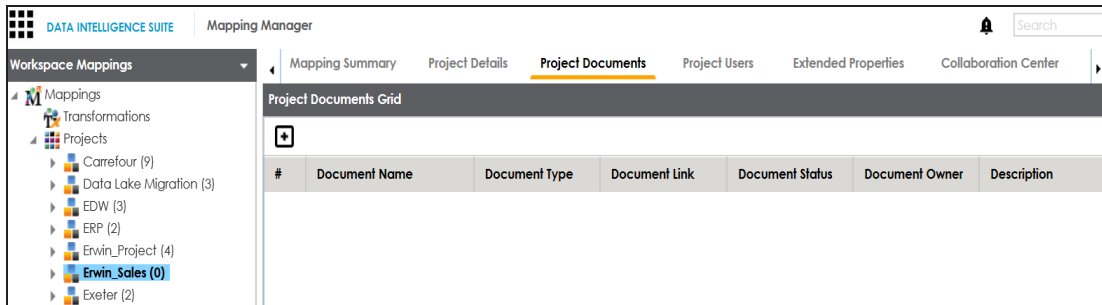 DATA INTELLIGENCE SUITE Mapping Manager Search
Workspace Mappings
Mapping Summary Project Details Project Documents Project Users Extended Properties Collaboration Center
Mappings
Transformations
Projects
Carrefour (9)
Data Lake Migration (3)
EDW (3)
ERP (2)
Erwin_Project (4)
Erwin_Sales (0)
Exeter (2)
Project Documents Grid
# Document Name Document Type Document Link Document Status Document Owner Description